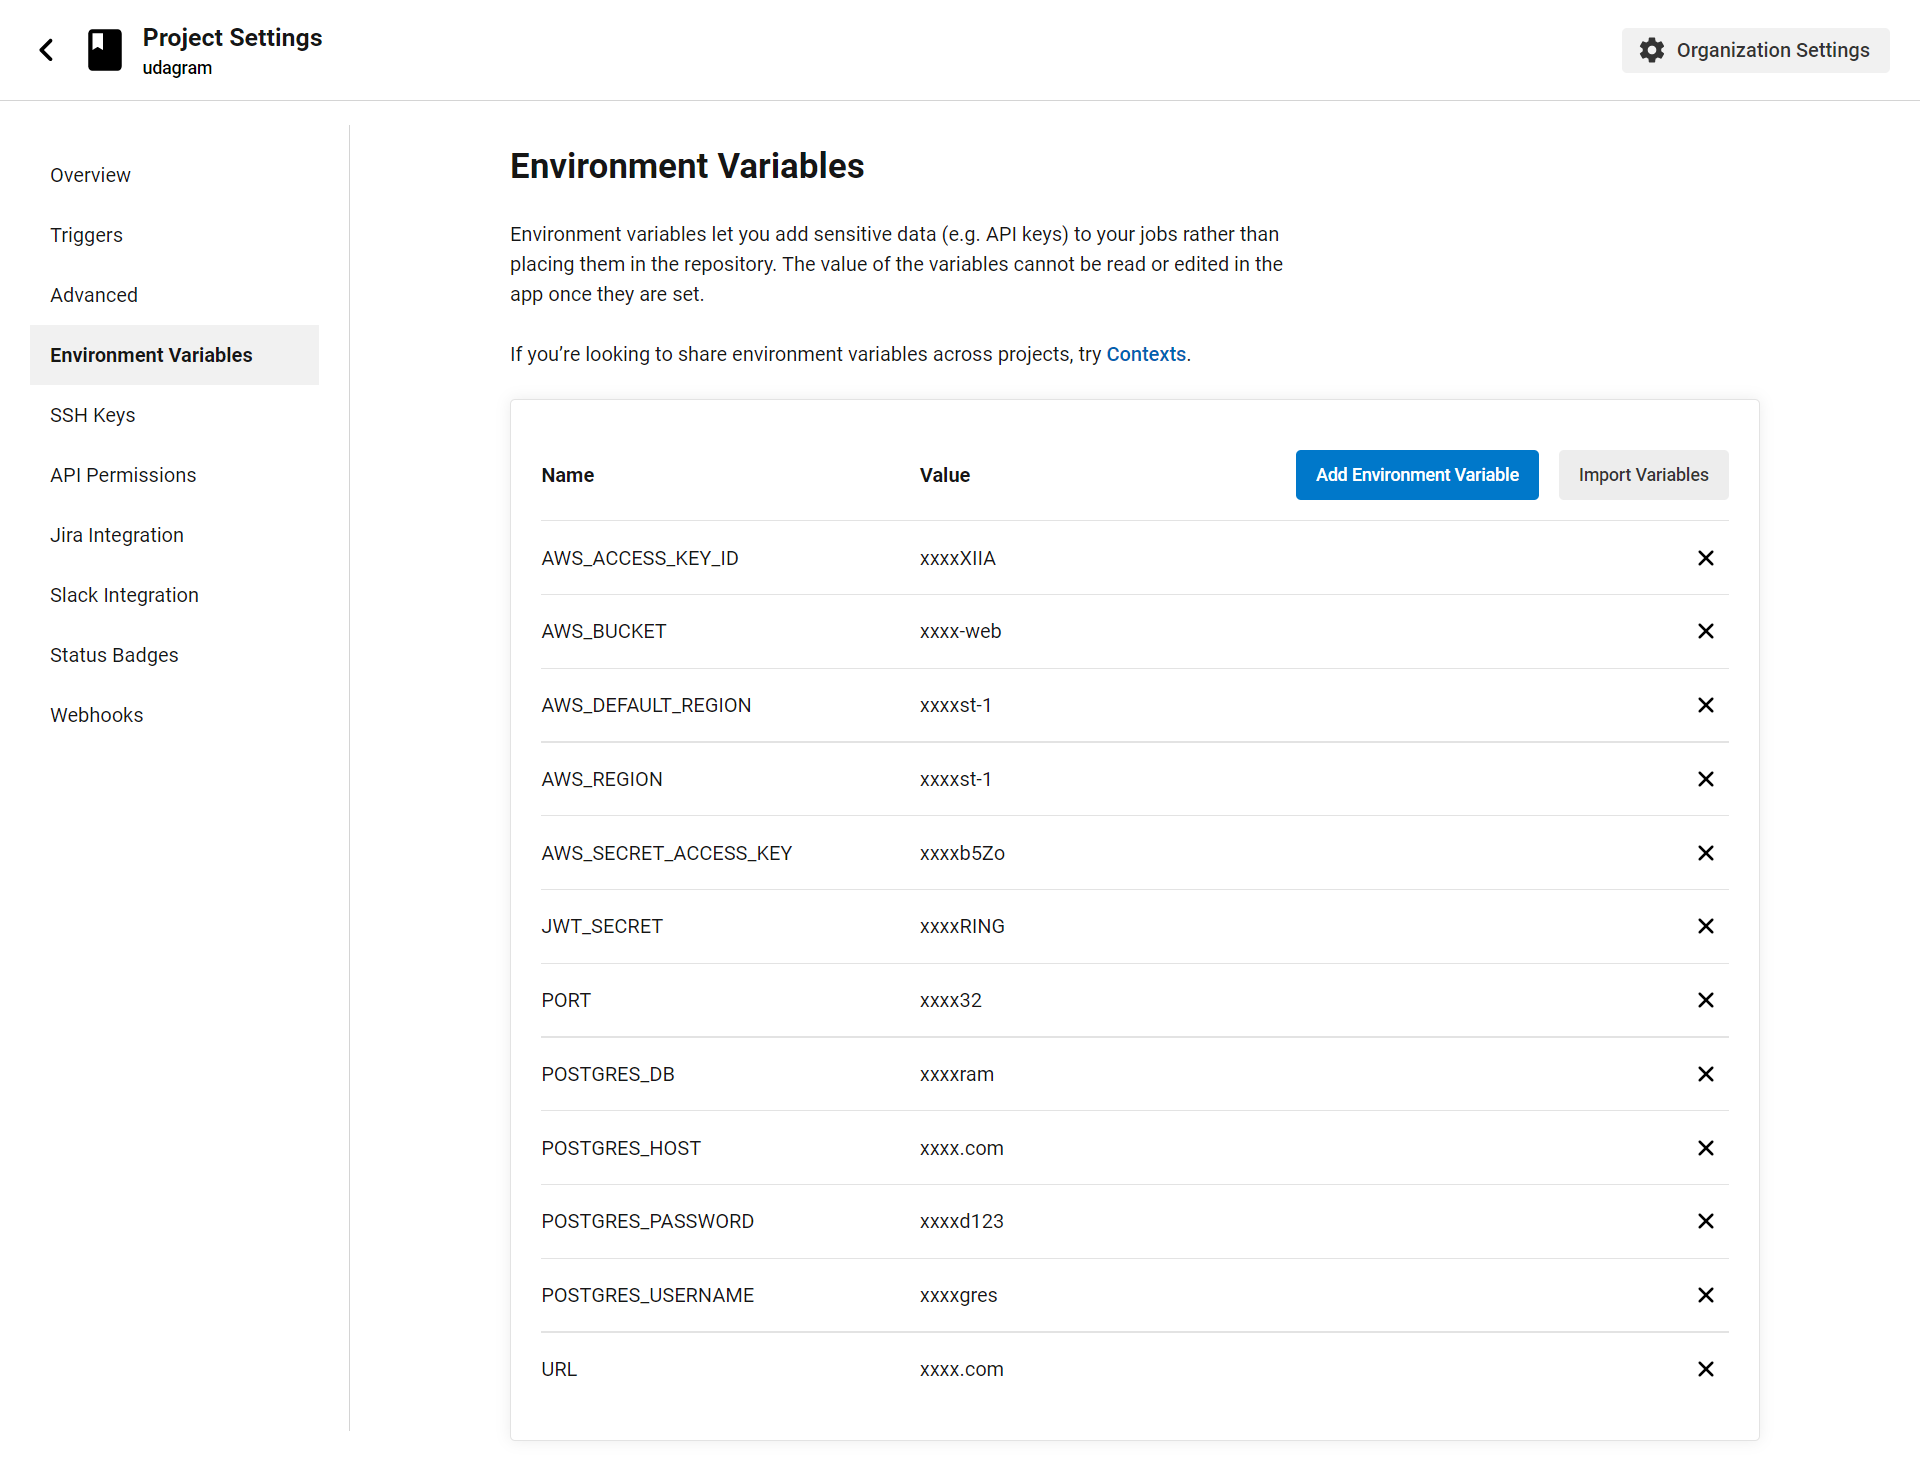 Project Settings
udagram
Organization Settings
Overview
Triggers
Advanced
Environment Variables
SSH Keys
API Permissions
Jira Integration
Slack Integration
Status Badges
Webhooks
Environment Variables
Environment variables let you add sensitive data (e.g. API keys) to your jobs rather than
placing them in the repository. The value of the variables cannot be read or edited in the
app once they are set.
If you’re looking to share environment variables across projects, try Contexts.
Name Value Add Environment Variable Import Variables
AWS_ACCESS_KEY_ID xxxxXIIA
AWS_BUCKET xxxx-web
AWS_DEFAULT_REGION xxxxst-1
AWS_REGION xxxxst-1
AWS_SECRET_ACCESS_KEY xxxxb5Zo
JWT_SECRET xxxxRING
PORT xxxx32
POSTGRES_DB xxxxram
POSTGRES_HOST xxxx.com
POSTGRES_PASSWORD xxxxd123
POSTGRES_USERNAME xxxxgres
URL xxxx.com